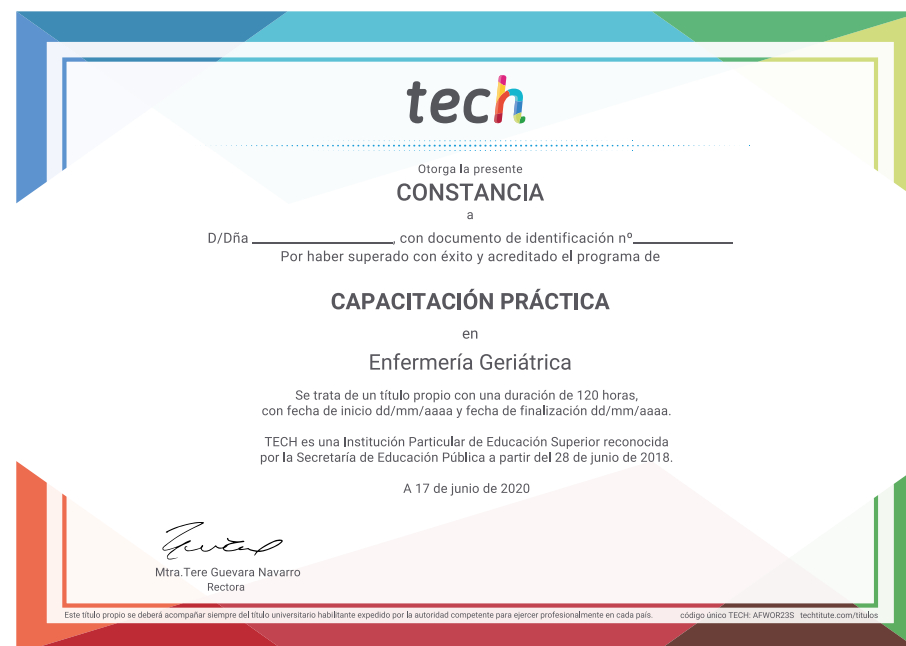 tech
Otorga la presente
CONSTANCIA
a
D/Dña ____________________, con documento de identificación nº______________
Por haber superado con éxito y acreditado el programa de
CAPACITACIÓN PRÁCTICA
en
Enfermería Geriátrica
Se trata de un título propio con una duración de 120 horas,
con fecha de inicio dd/mm/aaaa y fecha de finalización dd/mm/aaaa.
TECH es una Institución Particular de Educación Superior reconocida
por la Secretaría de Educación Pública a partir del 28 de junio de 2018.
A 17 de junio de 2020
Mtra.Tere Guevara Navarro
Rectora
Este título propio se deberá acompañar siempre del título universitario habilitante expedido por la autoridad competente para ejercer profesionalmente en cada país. código único TECH: AFWOR23S techtitute.com/titulos